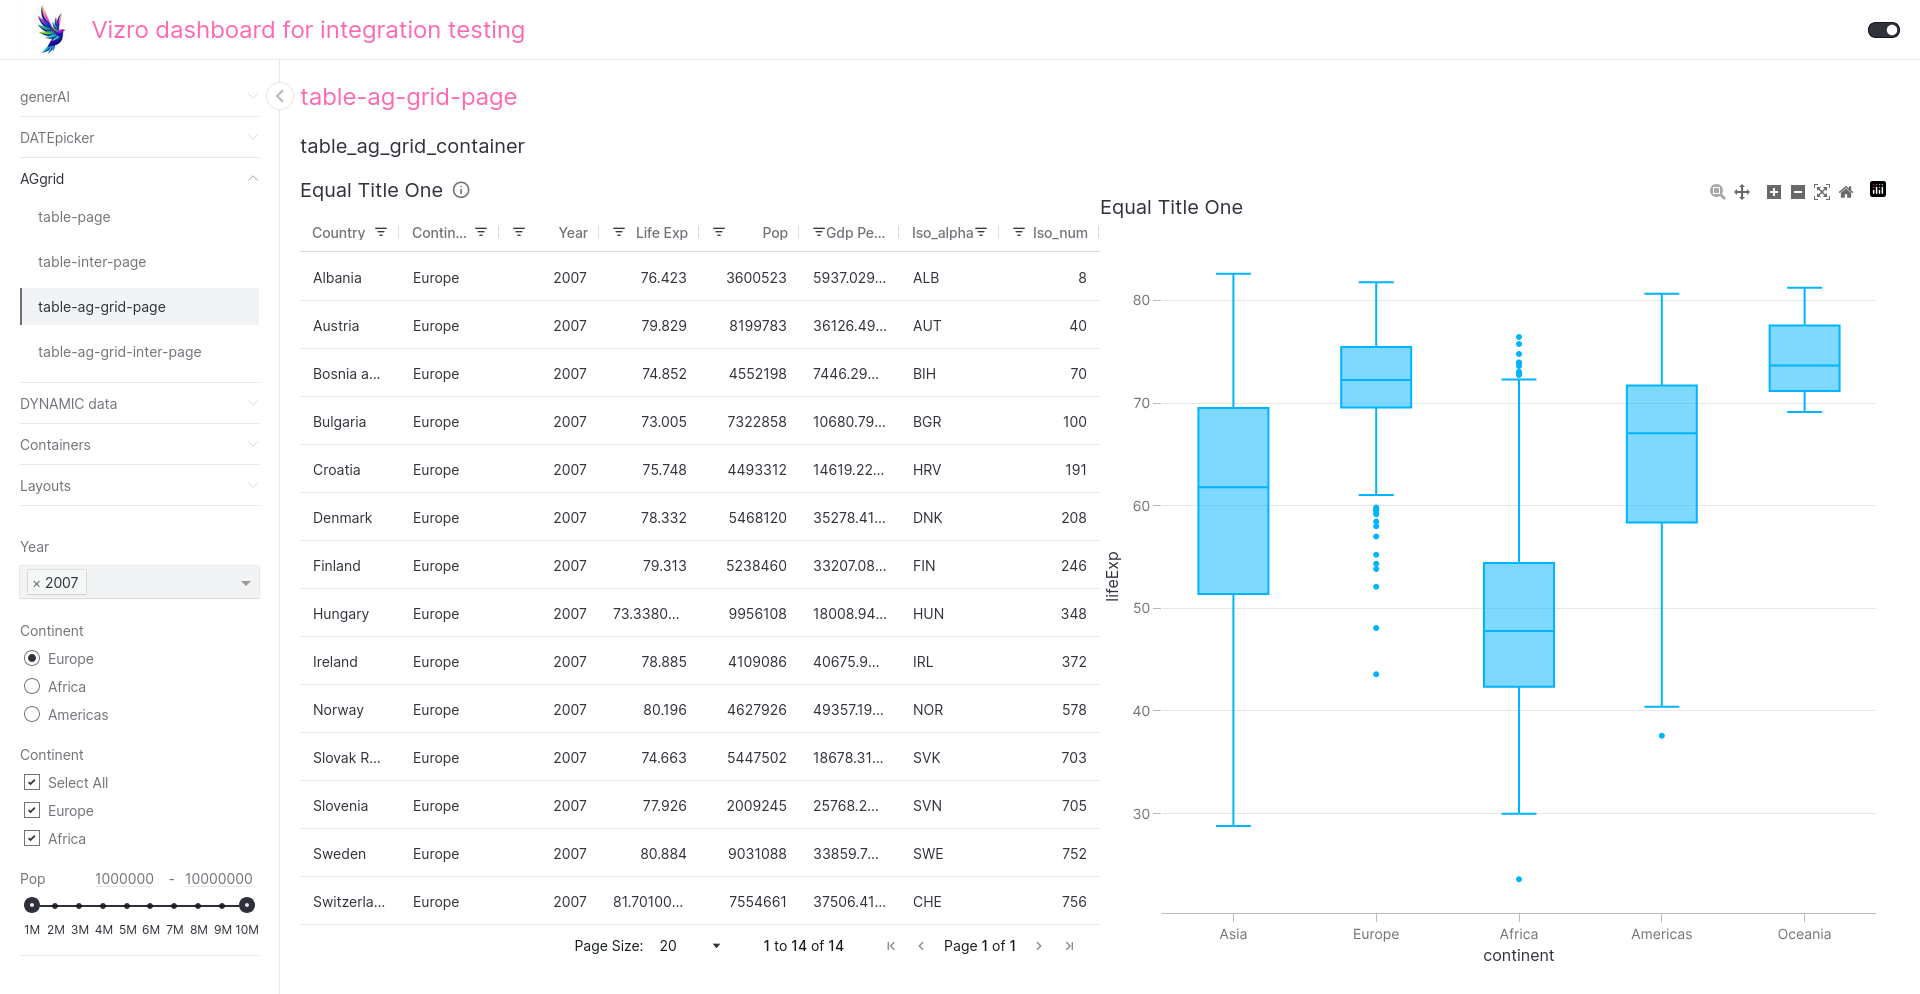 Vizro dashboard for integration testing
generAI
DATEpicker
AGgrid
table-page
table-inter-page
table-ag-grid-page
table-ag-grid-inter-page
DYNAMIC data
Containers
Layouts
Year
× 2007
Continent
Europe
Africa
Americas
Continent
Select All
Europe
Africa
Pop 1000000 - 10000000
1M 2M 3M 4M 5M 6M 7M 8M 9M 10M
table-ag-grid-page
table_ag_grid_container
Equal Title One
Country Contin... Year Life Exp Pop Gdp Pe... Iso_alpha Iso_num
Albania Europe 2007 76.423 3600523 5937.029... ALB 8
Austria Europe 2007 79.829 8199783 36126.49... AUT 40
Bosnia a... Europe 2007 74.852 4552198 7446.29... BIH 70
Bulgaria Europe 2007 73.005 7322858 10680.79... BGR 100
Croatia Europe 2007 75.748 4493312 14619.22... HRV 191
Denmark Europe 2007 78.332 5468120 35278.41... DNK 208
Finland Europe 2007 79.313 5238460 33207.08... FIN 246
Hungary Europe 2007 73.3380... 9956108 18008.94... HUN 348
Ireland Europe 2007 78.885 4109086 40675.9... IRL 372
Norway Europe 2007 80.196 4627926 49357.19... NOR 578
Slovak R... Europe 2007 74.663 5447502 18678.31... SVK 703
Slovenia Europe 2007 77.926 2009245 25768.2... SVN 705
Sweden Europe 2007 80.884 9031088 33859.7... SWE 752
Switzerla... Europe 2007 81.70100... 7554661 37506.41... CHE 756
Page Size: 20 1 to 14 of 14 Page 1 of 1
Equal Title One
80
70
60
50
40
30
lifeExp
Asia Europe Africa Americas Oceania
continent